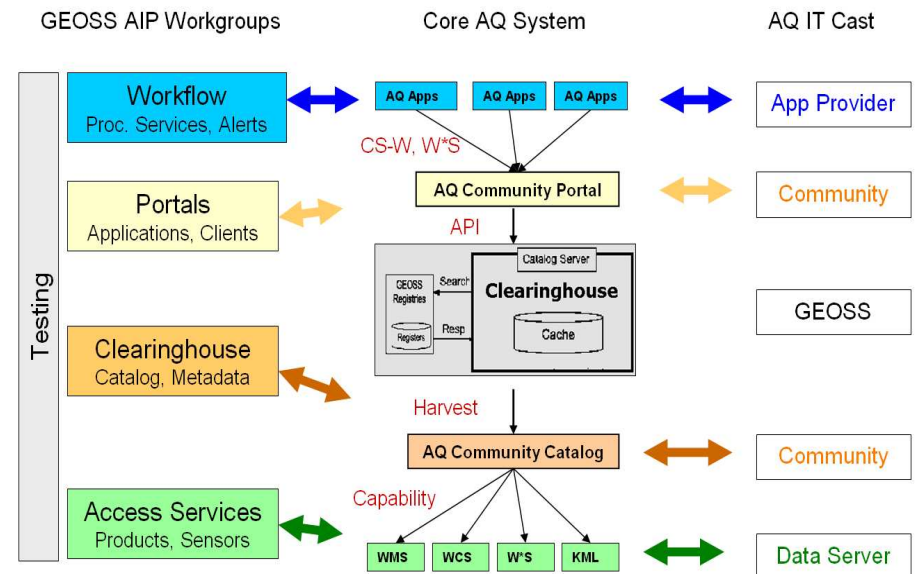 GEOSS AIP Workgroups
Core AQ System
AQ IT Cast
Testing
Workflow
Proc. Services, Alerts
AQ Apps
AQ Apps
AQ Apps
App Provider
CS-W, W*S
Portals
Applications, Clients
AQ Community Portal
Community
API
Catalog Server
GEOSS
Registries
Search
Clearinghouse
Registers
Resp
Cache
GEOSS
Clearinghouse
Catalog, Metadata
Harvest
AQ Community Catalog
Community
Capability
Access Services
Products, Sensors
WMS
WCS
W*S
KML
Data Server